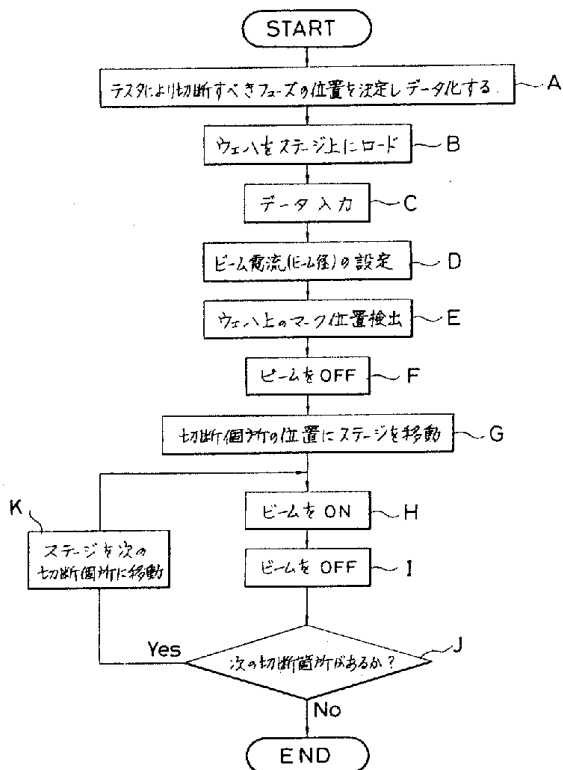 START
テスタにより切断すべきフューズの位置を決定しデータ化する
A
ウェハをステージ上にロード
B
データ入力
C
ビーム電流(ビーム径)の設定
D
ウェハ上のマーク位置検出
E
ビームをOFF
F
切断個所の位置にステージを移動
G
K
ステージを次の
切断個所に移動
ビームをON
H
ビームをOFF
I
Yes
次の切断箇所があるか?
J
No
END